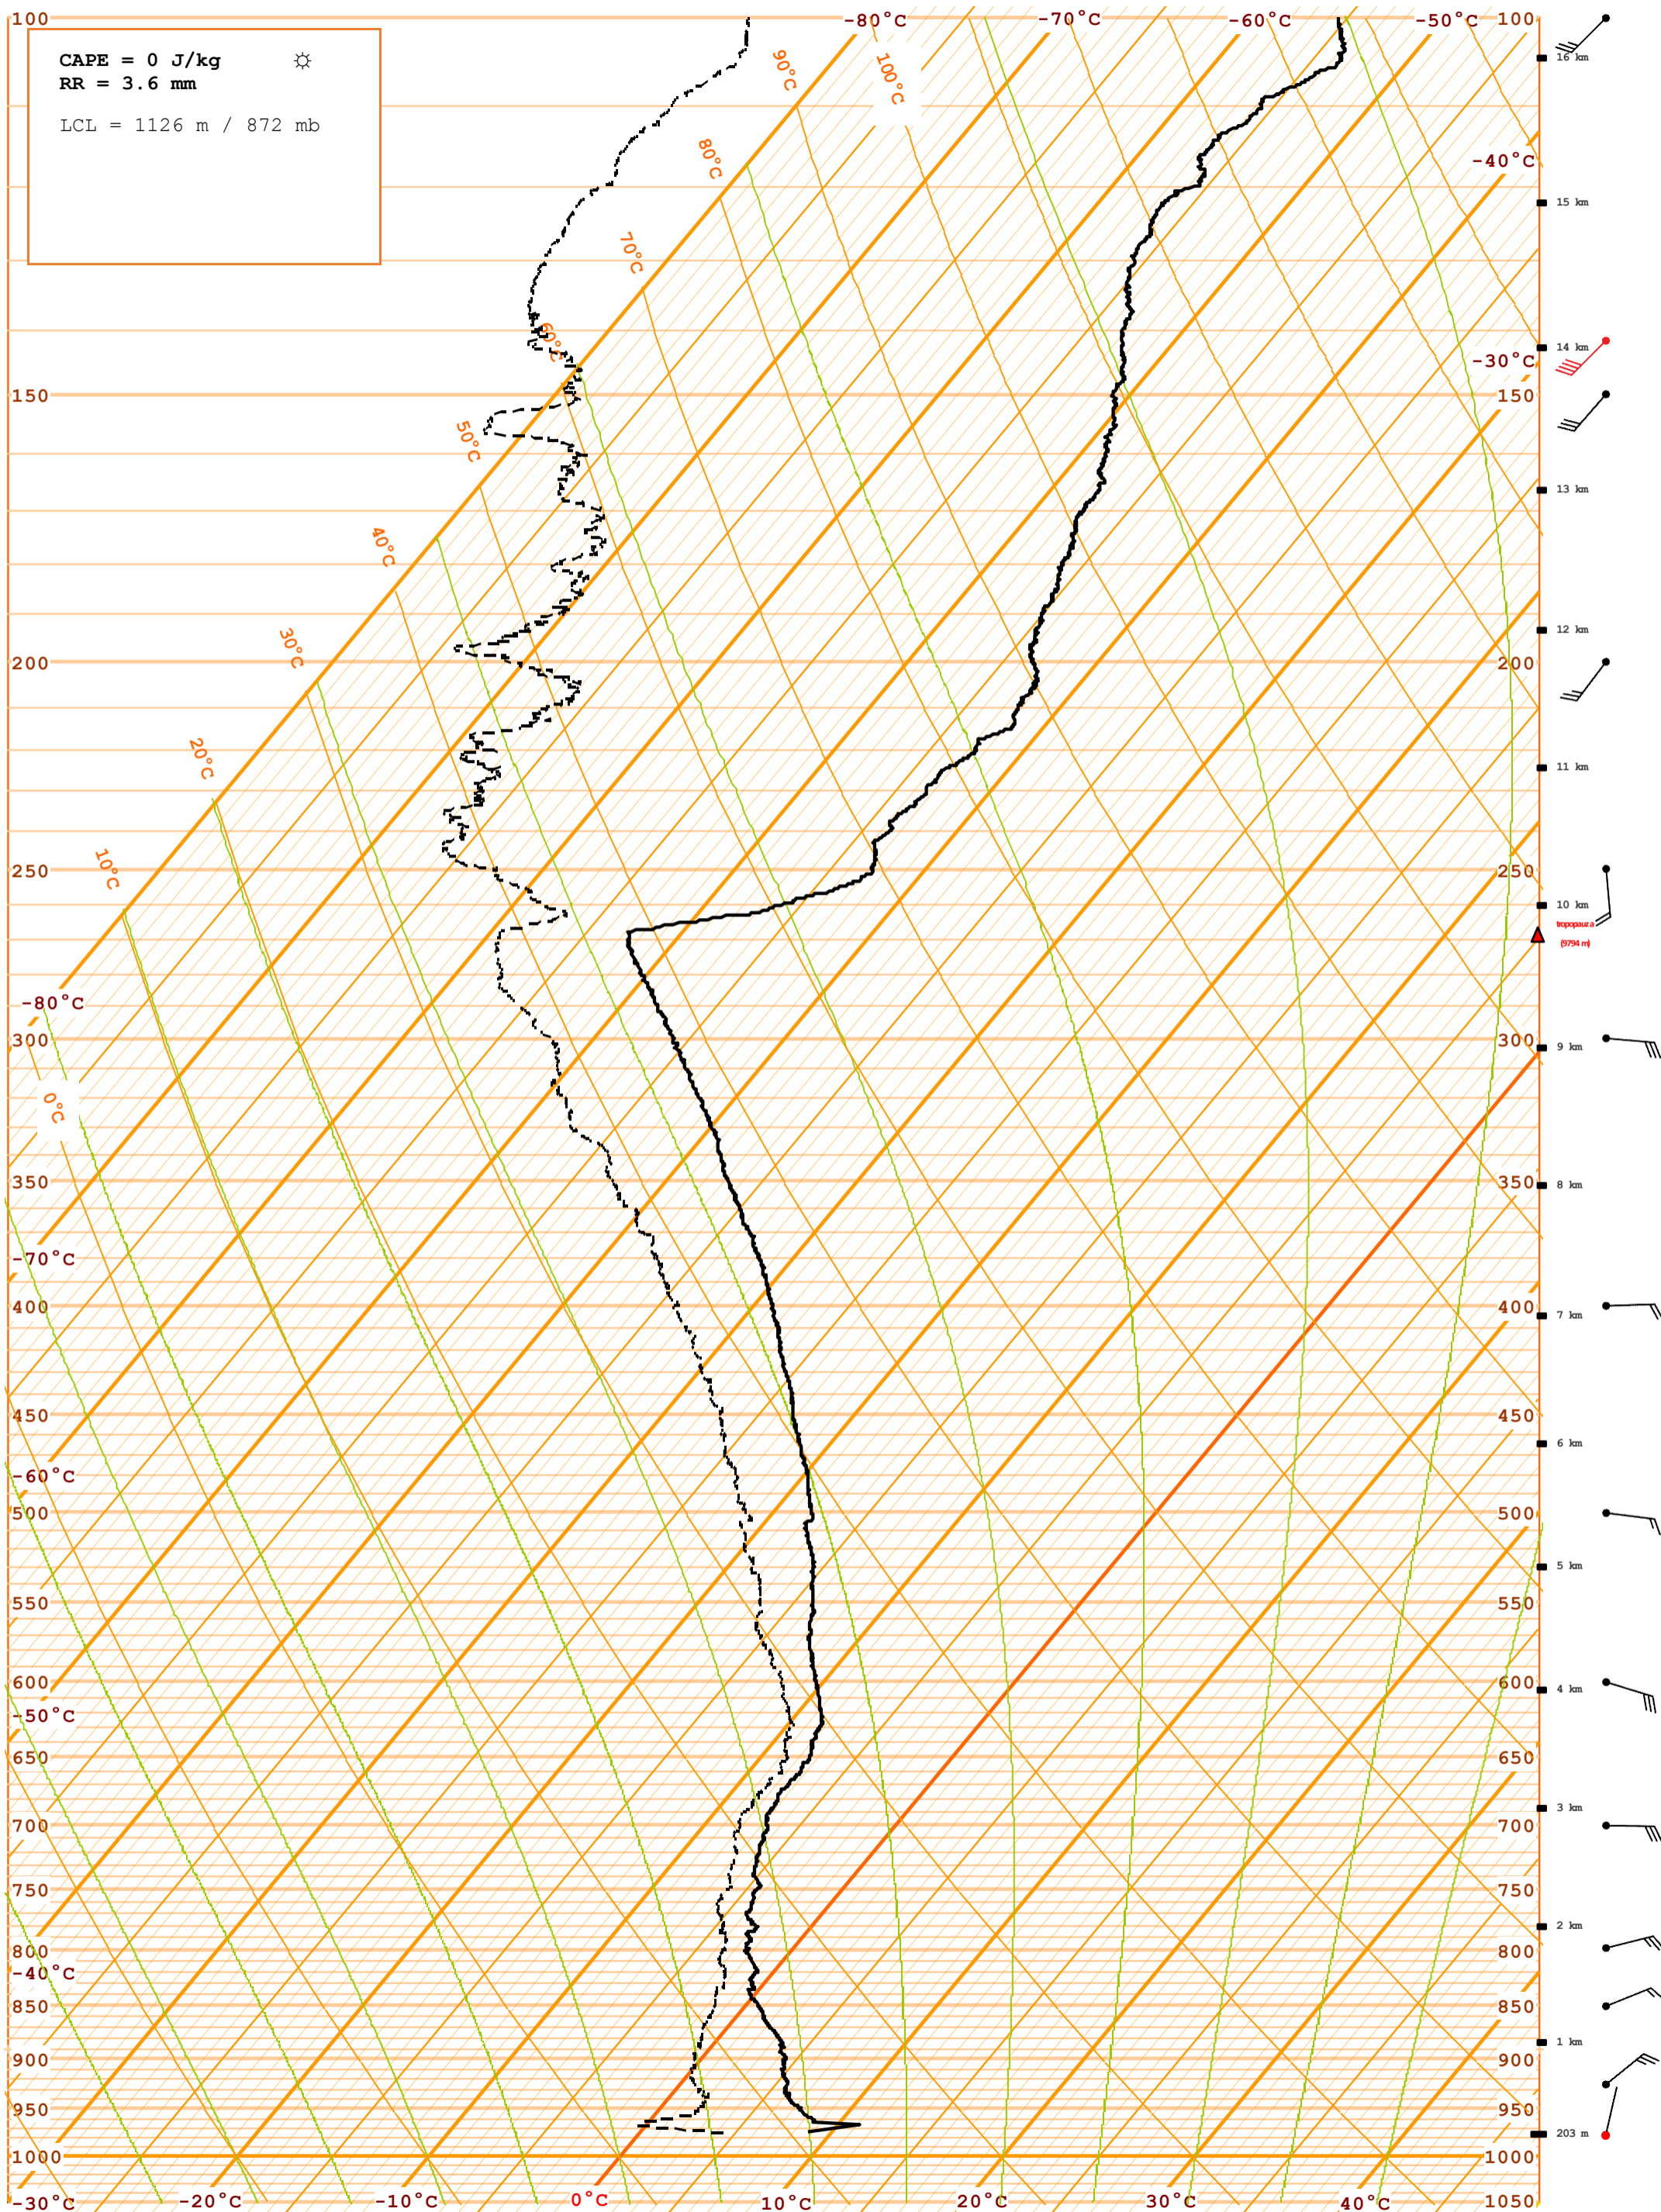 100 -80°C -70°C -60°C -50°C 100
CAPE = 0 J/kg
RR = 3.6 mm
LCL = 1126 m / 872 mb
16 km
90°C
100°C
80°C
-40°C
15 km
70°C
60°C
14 km
-30°C
150 150
50°C
13 km
40°C
12 km
30°C
200 200
20°C
11 km
10°C
250 250
10 km
tropopauza
(9794 m)
-80°C
300 300
9 km
0°C
350 350
8 km
-70°C
400 400
7 km
450 450
6 km
-60°C
500 500
5 km
550 550
600 600
4 km
-50°C
650 650
3 km
700 700
750 750
2 km
800 800
-40°C
850 850
1 km
900 900
950 950
203 m
1000 1000
-30°C -20°C -10°C 0°C 10°C 20°C 30°C 40°C 1050